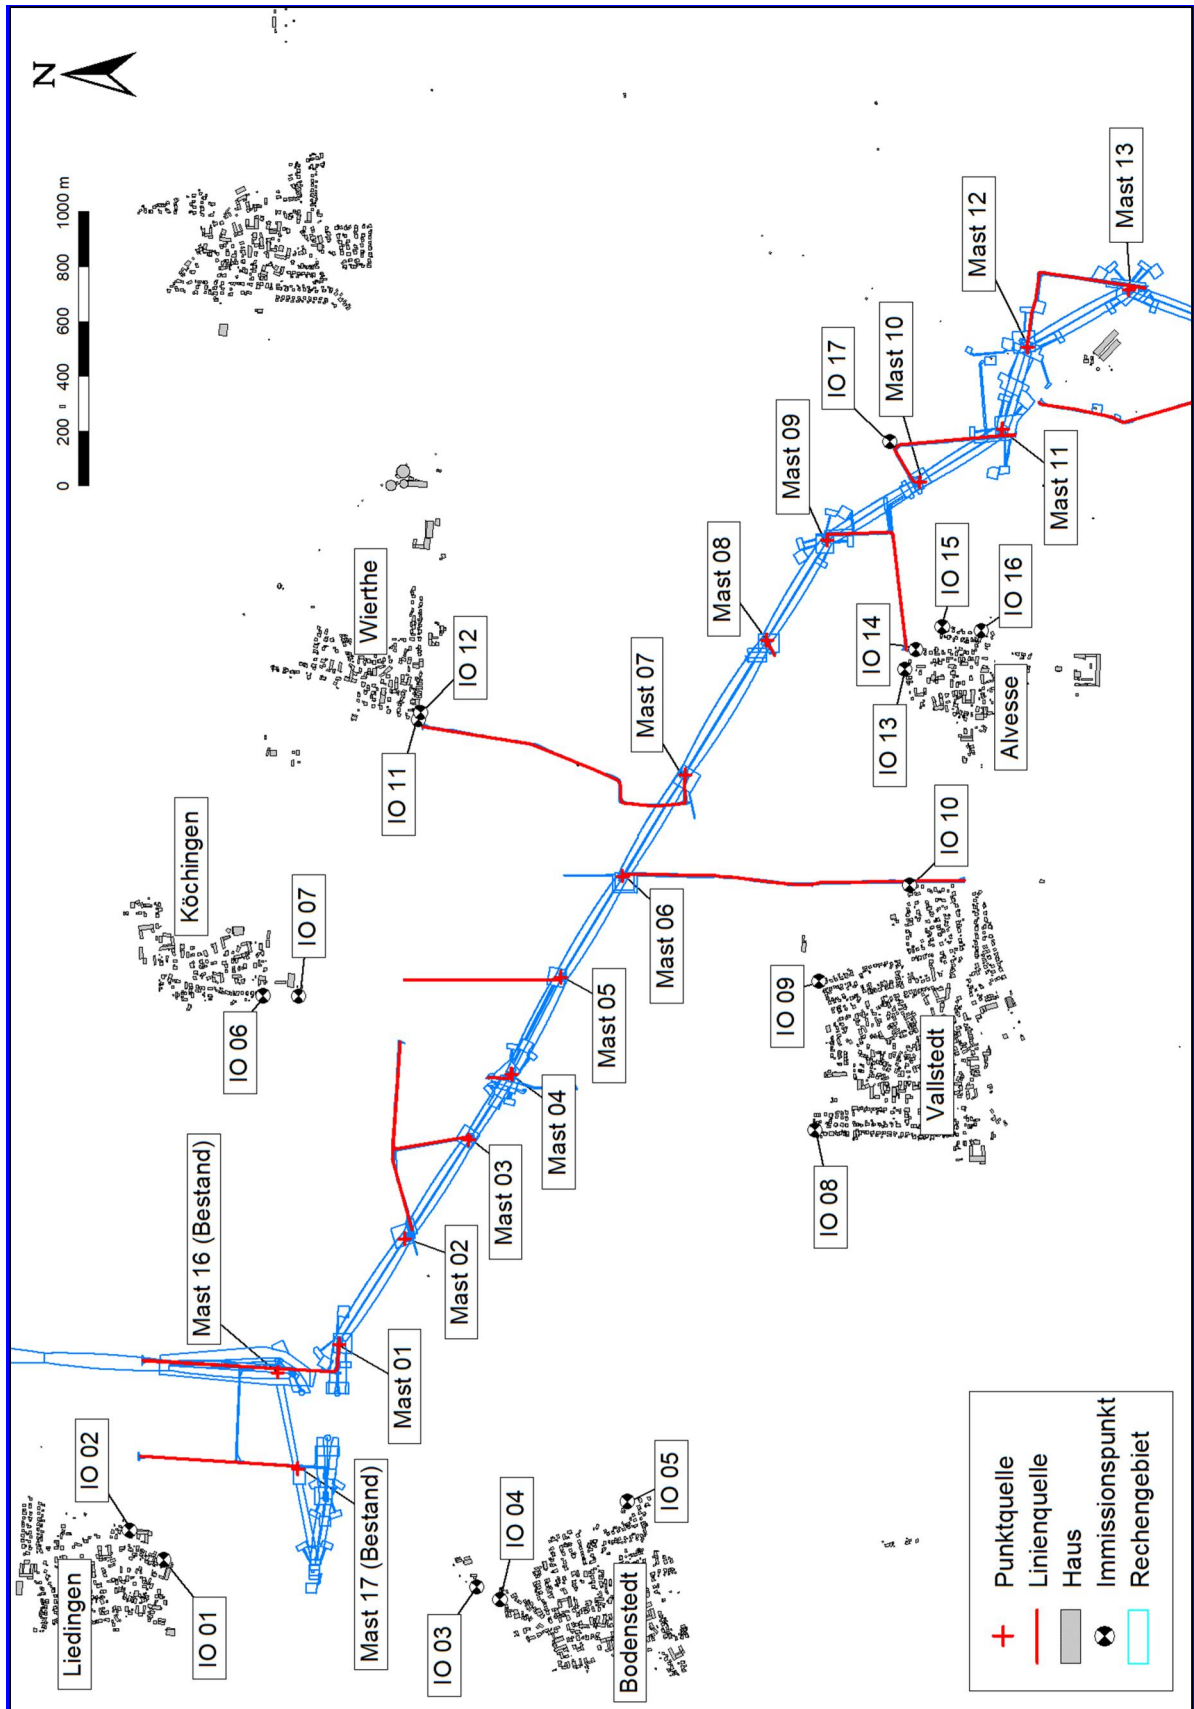 N
0 200 400 600 800 1000 m
Liedingen
IO 01
IO 02
Mast 17 (Bestand)
Mast 16 (Bestand)
Mast 01
IO 03
IO 04
IO 05
Bodenstedt
Köchingen
IO 06
IO 07
Mast 02
Mast 03
Mast 04
Mast 05
Mast 06
IO 08
IO 09
IO 10
Vallstedt
Wierthe
IO 11
IO 12
Mast 07
Mast 08
Mast 09
IO 13
IO 14
IO 15
IO 16
Alvesse
IO 17
Mast 10
Mast 11
Mast 12
Mast 13
Punktquelle
Linienquelle
Haus
Immissionspunkt
Rechengebiet